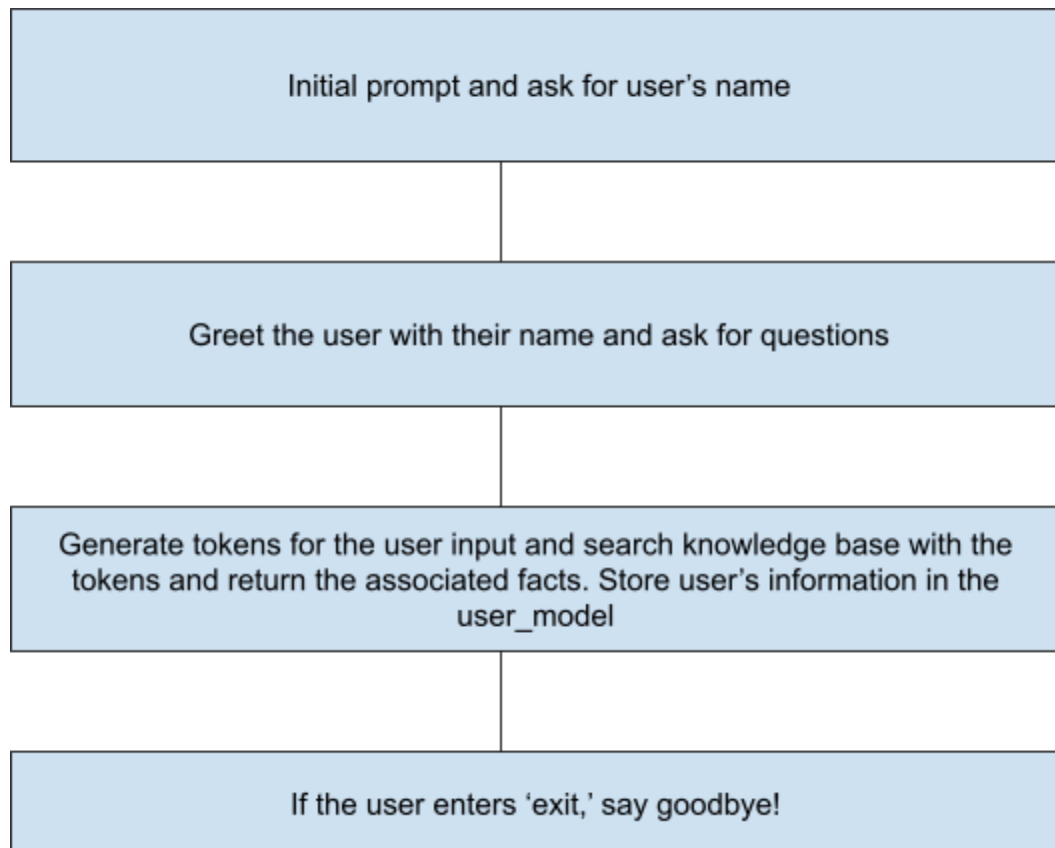 Initial prompt and ask for user’s name
Greet the user with their name and ask for questions
Generate tokens for the user input and search knowledge base with the
tokens and return the associated facts. Store user’s information in the
user_model
If the user enters ‘exit,’ say goodbye!